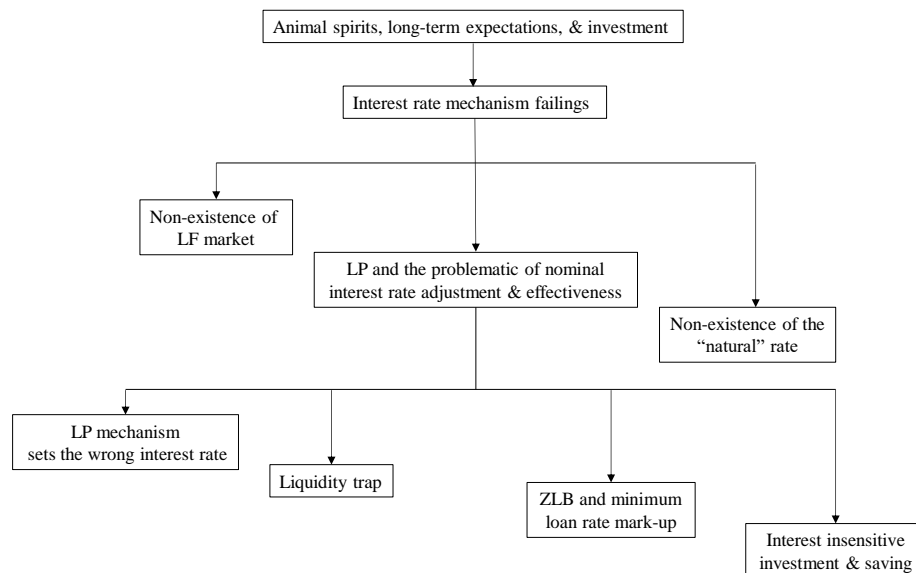 Animal spirits, long-term expectations, & investment
Interest rate mechanism failings
Non-existence of
LF market
LP and the problematic of nominal
interest rate adjustment & effectiveness
Non-existence of the
“natural” rate
LP mechanism
sets the wrong interest rate
Liquidity trap
ZLB and minimum
loan rate mark-up
Interest insensitive
investment & saving